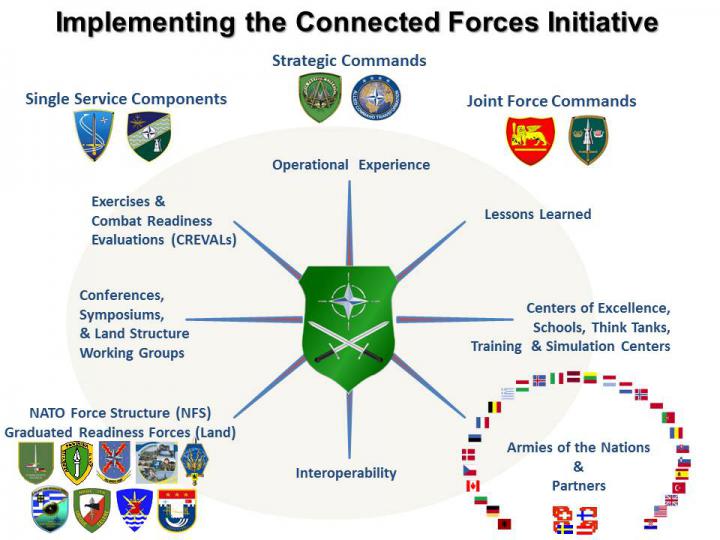 Implementing the Connected Forces Initiative
Strategic Commands
Single Service Components
Joint Force Commands
Operational Experience
Exercises &
Combat Readiness
Evaluations (CREVALs)
Lessons Learned
Conferences,
Symposiums,
& Land Structure
Working Groups
Centers of Excellence,
Schools, Think Tanks,
Training & Simulation Centers
NATO Force Structure (NFS)
Graduated Readiness Forces (Land)
Interoperability
Armies of the Nations
&
Partners